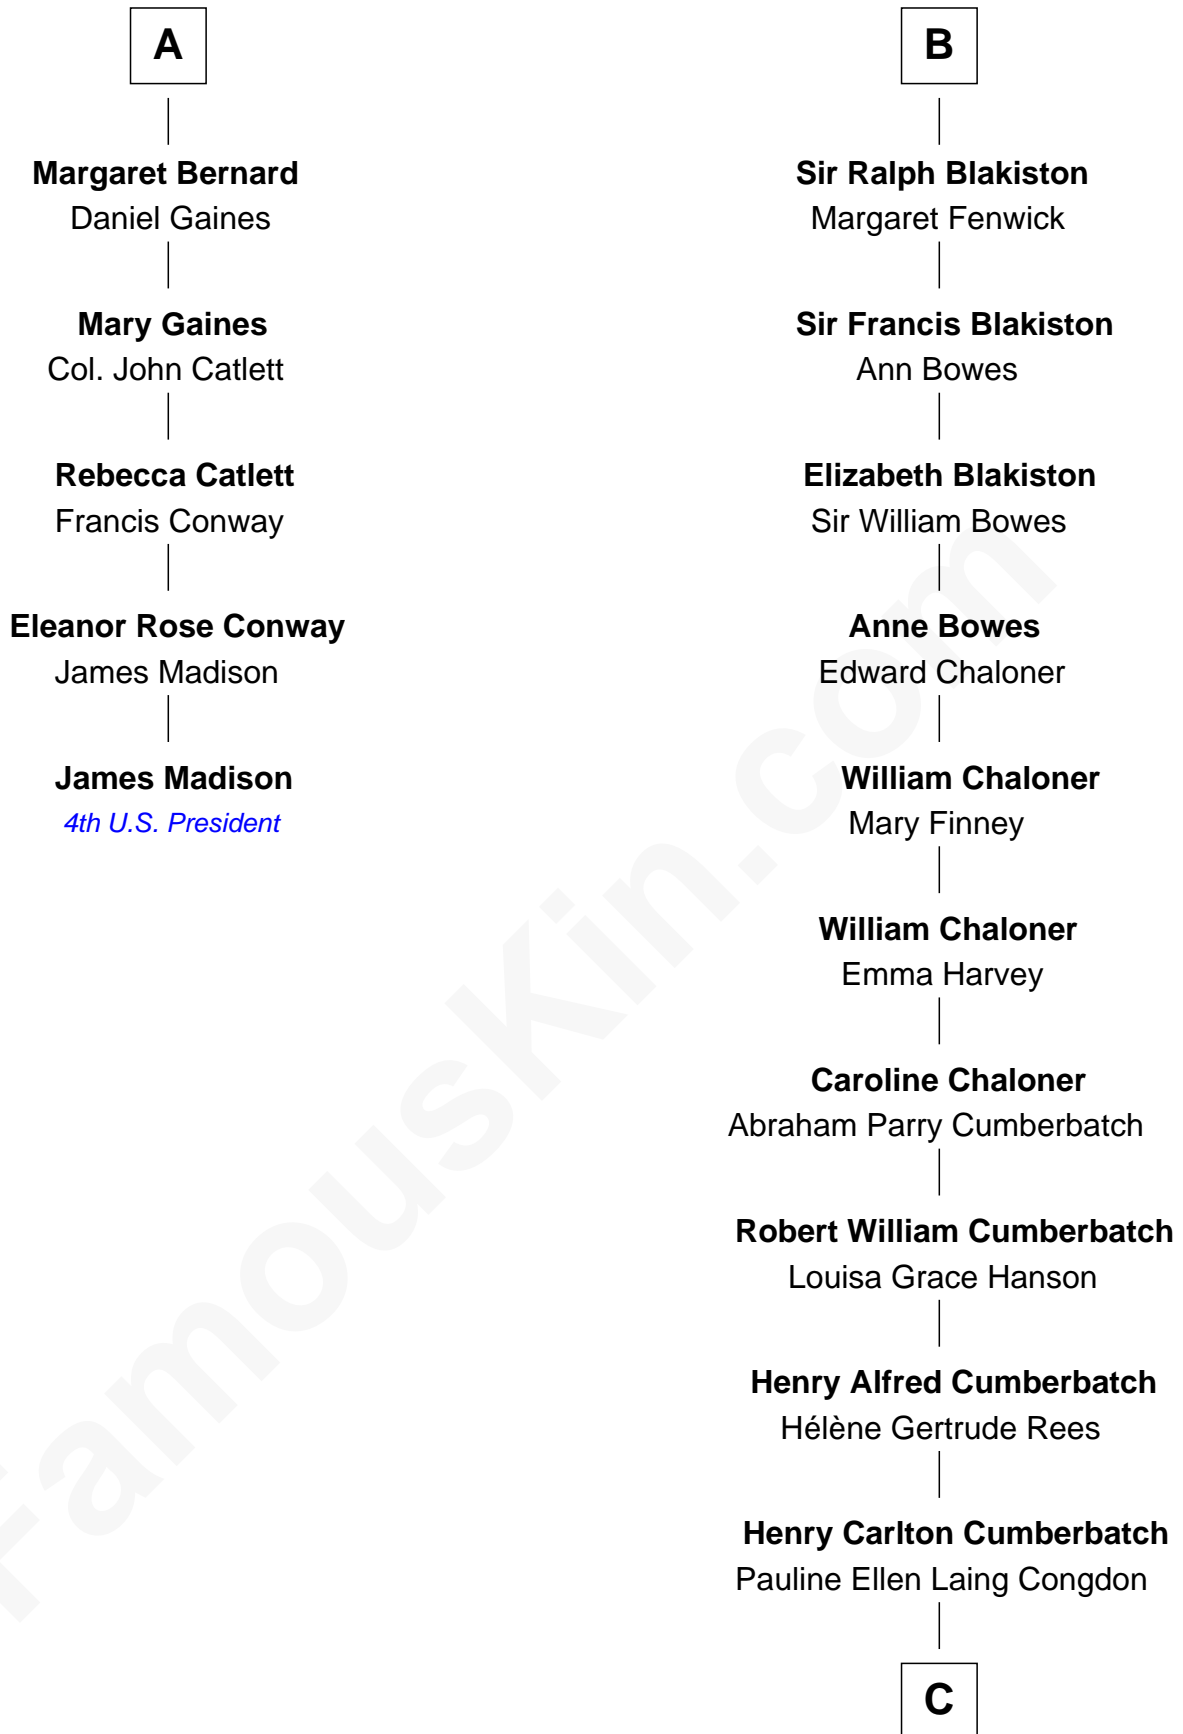 A
Margaret Bernard
Daniel Gaines
Mary Gaines
Col. John Catlett
Rebecca Catlett
Francis Conway
Eleanor Rose Conway
James Madison
James Madison
4th U.S. President
B
Sir Ralph Blakiston
Margaret Fenwick
Sir Francis Blakiston
Ann Bowes
Elizabeth Blakiston
Sir William Bowes
Anne Bowes
Edward Chaloner
William Chaloner
Mary Finney
William Chaloner
Emma Harvey
Caroline Chaloner
Abraham Parry Cumberbatch
Robert William Cumberbatch
Louisa Grace Hanson
Henry Alfred Cumberbatch
Hélène Gertrude Rees
Henry Carlton Cumberbatch
Pauline Ellen Laing Congdon
C
FamousKin.com